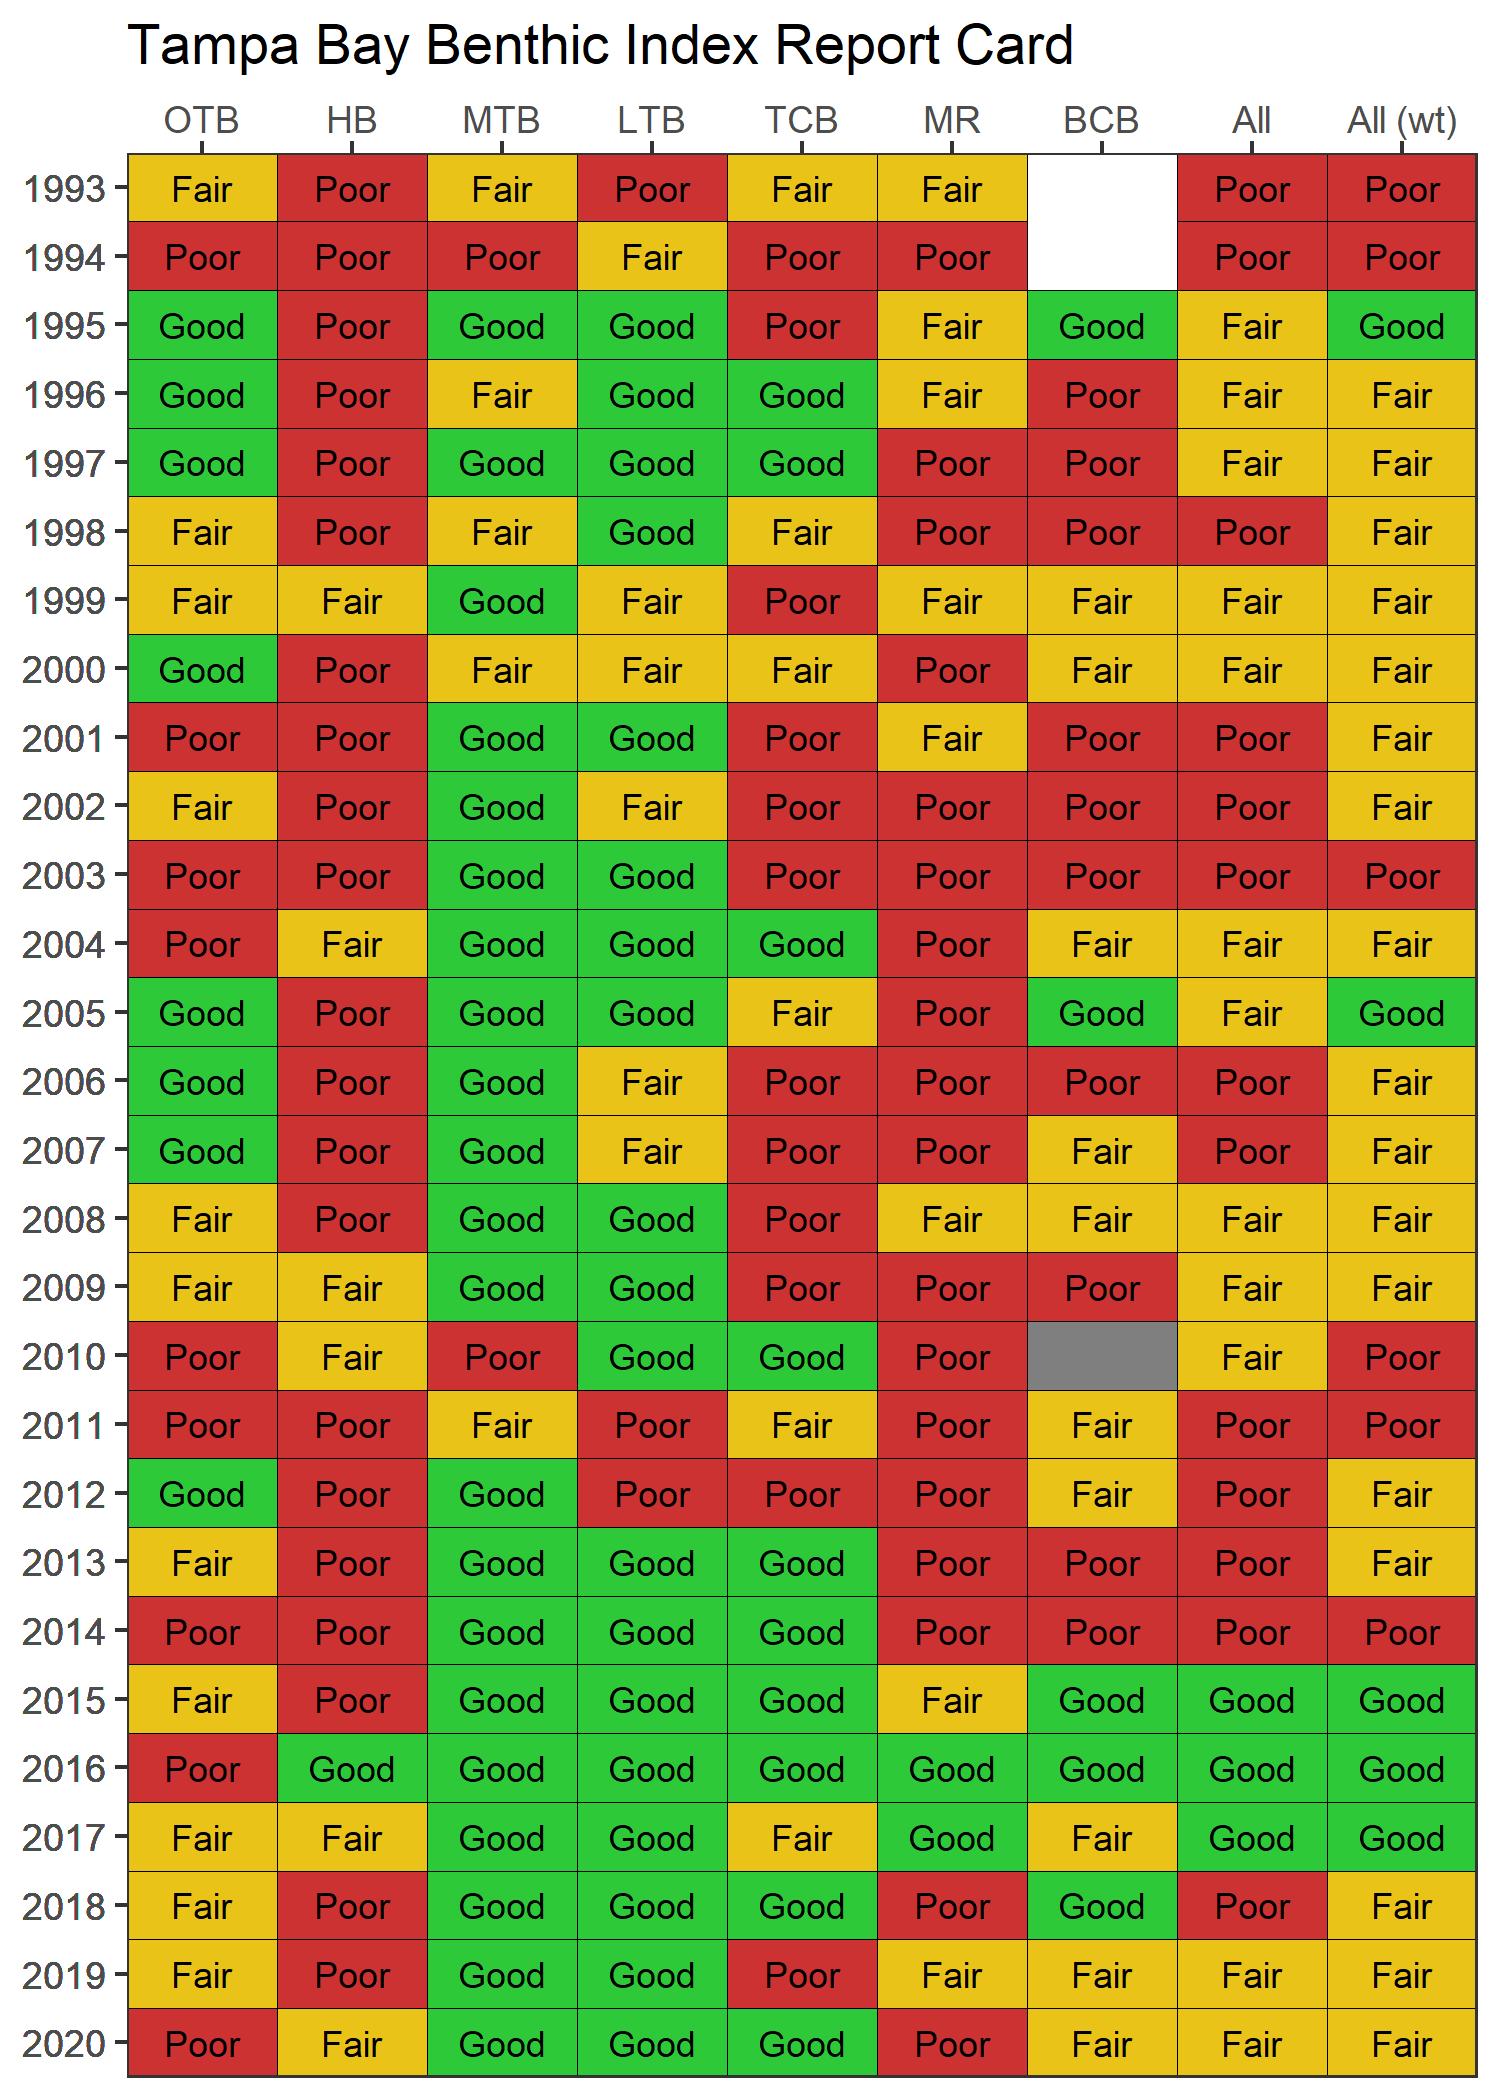 Tampa Bay Benthic Index Report Card
OTB HB MTB LTB TCB MR BCB All All (wt)
1993 Fair Poor Fair Poor Fair Fair Poor Poor
1994 Poor Poor Poor Fair Poor Poor Poor Poor
1995 Good Poor Good Good Poor Fair Good Fair Good
1996 Good Poor Fair Good Good Fair Poor Fair Fair
1997 Good Poor Good Good Good Poor Poor Fair Fair
1998 Fair Poor Fair Good Fair Poor Poor Poor Fair
1999 Fair Fair Good Fair Poor Fair Fair Fair Fair
2000 Good Poor Fair Fair Fair Poor Fair Fair Fair
2001 Poor Poor Good Good Poor Fair Poor Poor Fair
2002 Fair Poor Good Fair Poor Poor Poor Poor Fair
2003 Poor Poor Good Good Poor Poor Poor Poor Poor
2004 Poor Fair Good Good Good Poor Fair Fair Fair
2005 Good Poor Good Good Fair Poor Good Fair Good
2006 Good Poor Good Fair Poor Poor Poor Poor Fair
2007 Good Poor Good Fair Poor Poor Fair Poor Fair
2008 Fair Poor Good Good Poor Fair Fair Fair Fair
2009 Fair Fair Good Good Poor Poor Poor Fair Fair
2010 Poor Fair Poor Good Good Poor Fair Poor
2011 Poor Poor Fair Poor Fair Poor Fair Poor Poor
2012 Good Poor Good Poor Poor Poor Fair Poor Fair
2013 Fair Poor Good Good Good Poor Poor Poor Fair
2014 Poor Poor Good Good Good Poor Poor Poor Poor
2015 Fair Poor Good Good Good Fair Good Good Good
2016 Poor Good Good Good Good Good Good Good Good
2017 Fair Fair Good Good Fair Good Fair Good Good
2018 Fair Poor Good Good Good Poor Good Poor Fair
2019 Fair Poor Good Good Poor Fair Fair Fair Fair
2020 Poor Fair Good Good Good Poor Fair Fair Fair